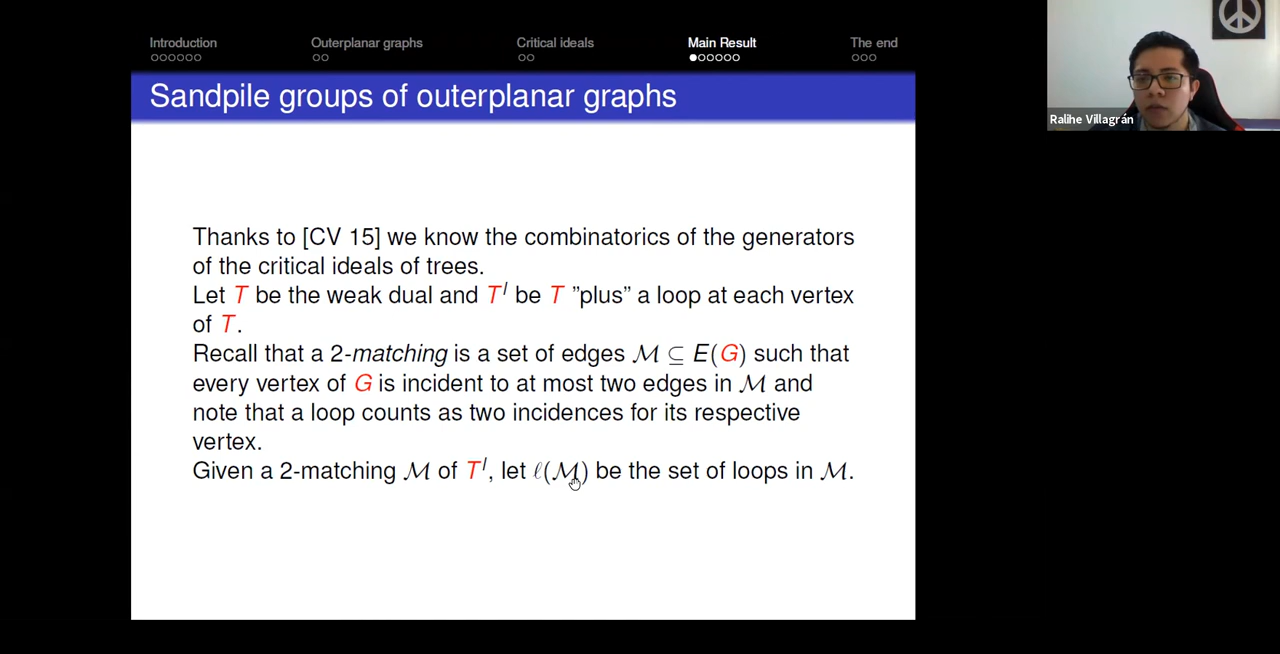 Introduction Outerplanar graphs Critical ideals Main Result The end
Sandpile groups of outerplanar graphs
Ralihe Villagrán
Thanks to [CV 15] we know the combinatorics of the generators
of the critical ideals of trees.
Let T be the weak dual and Tˡ be T ”plus” a loop at each vertex
of T.
Recall that a 2-matching is a set of edges ℳ ⊆ E(G) such that
every vertex of G is incident to at most two edges in ℳ and
note that a loop counts as two incidences for its respective
vertex.
Given a 2-matching ℳ of Tˡ, let ℓ(ℳ) be the set of loops in ℳ.